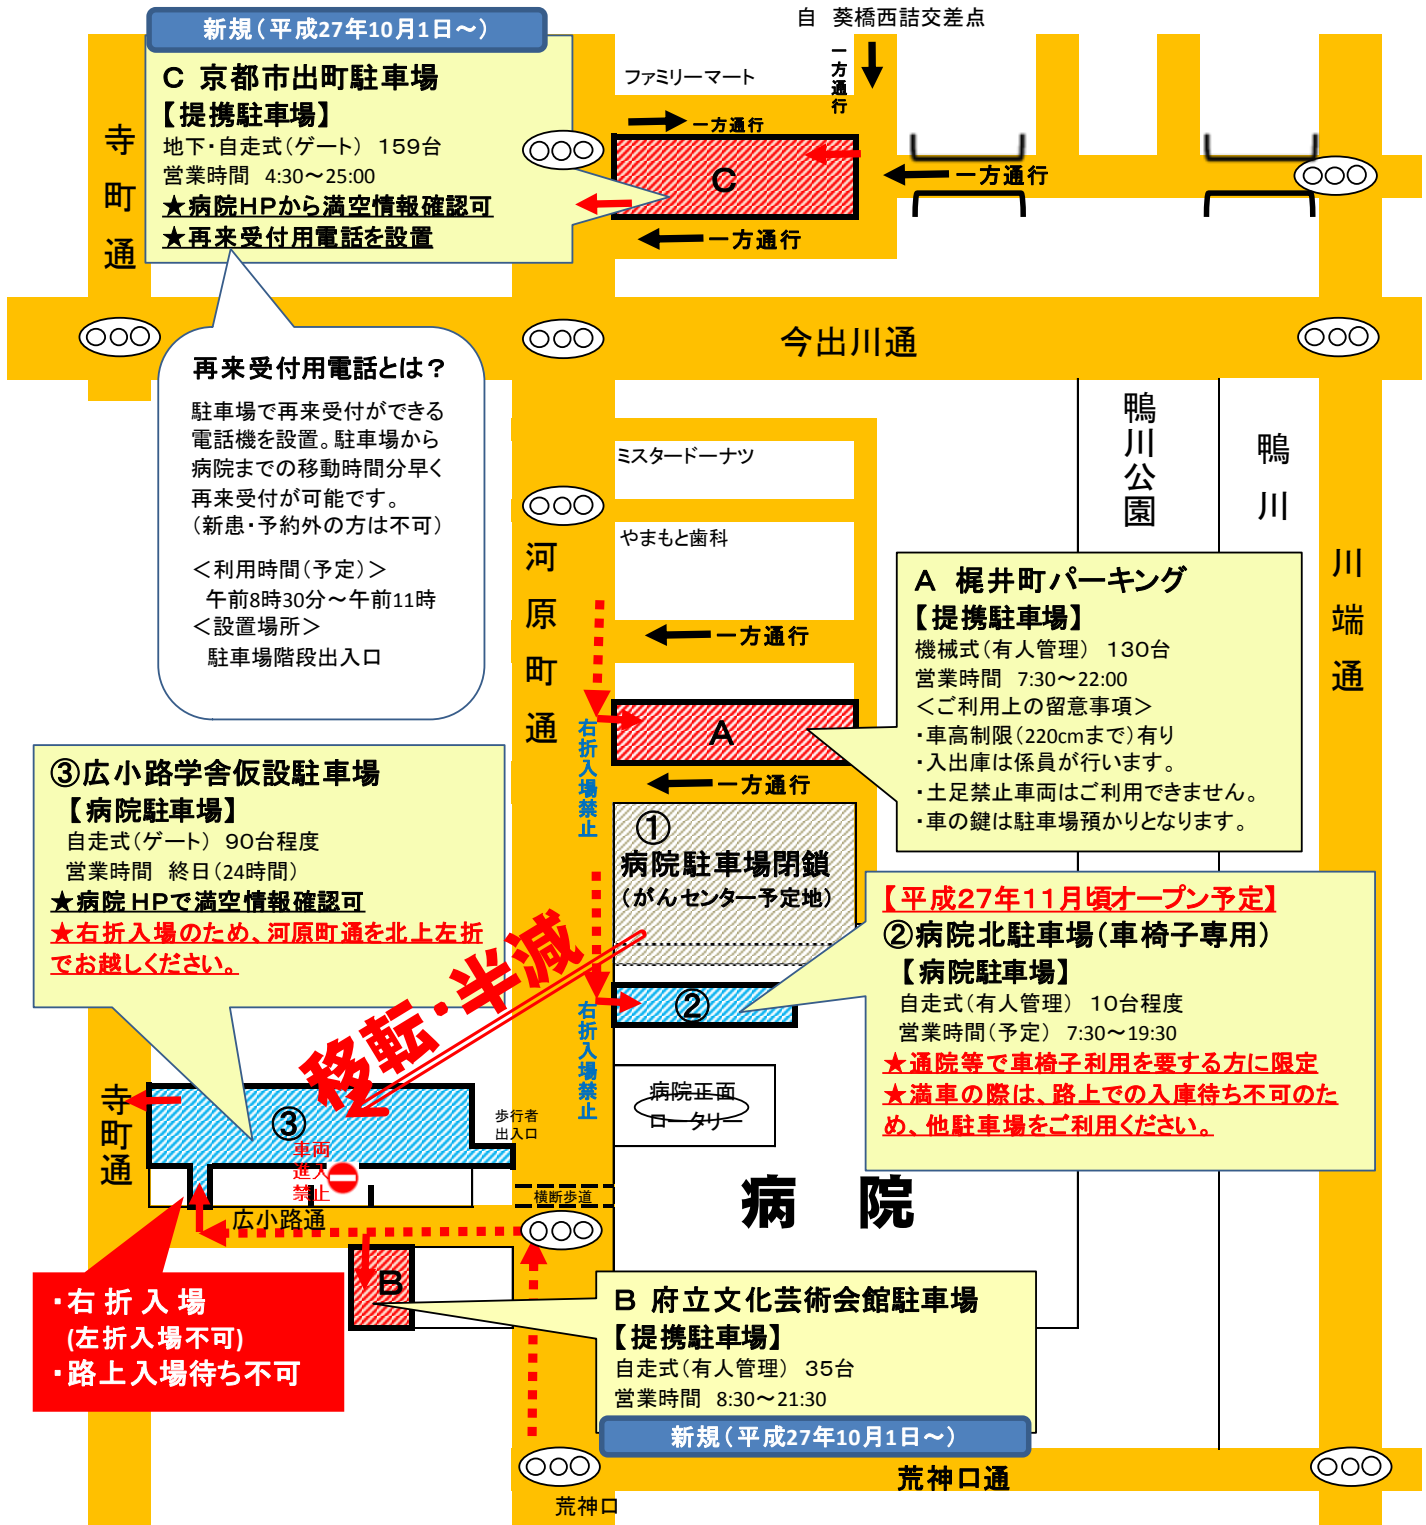 新規（平成27年10月1日～）
自　葵橋西詰交差点
C 京都市出町駐車場
【提携駐車場】
地下・自走式（ゲート）　159台
営業時間　4:30～25:00
★病院HPから満空情報確認可
★再来受付用電話を設置
ファミリーマート
一方通行
一方通行
C
一方通行
一方通行
寺町通
今出川通
再来受付用電話とは？
駐車場で再来受付ができる
電話機を設置。駐車場から
病院までの移動時間分早く
再来受付が可能です。
（新患・予約外の方は不可）
＜利用時間（予定）＞
午前8時30分～午前11時
＜設置場所＞
駐車場階段出入口
ミスタードーナツ
やまもと歯科
鴨川公園
鴨川
河原町通
川端通
一方通行
A　梶井町パーキング
【提携駐車場】
機械式（有人管理）　130台
営業時間　7:30～22:00
＜ご利用上の留意事項＞
・車高制限（220cmまで）有り
・入出庫は係員が行います。
・土足禁止車両はご利用できません。
・車の鍵は駐車場預かりとなります。
A
右折入場禁止
一方通行
③広小路学舎仮設駐車場
【病院駐車場】
自走式（ゲート）　90台程度
営業時間　終日（24時間）
★病院HPで満空情報確認可
★右折入場のため、河原町通を北上左折
でお越しください。
①
病院駐車場閉鎖
（がんセンター予定地）
移転・半減
【平成27年11月頃オープン予定】
②病院北駐車場（車椅子専用）
【病院駐車場】
自走式（有人管理）　10台程度
営業時間（予定）　7:30～19:30
★通院等で車椅子利用を要する方に限定
★満車の際は、路上での入庫待ち不可のた
め、他駐車場をご利用ください。
②
右折入場禁止
病院正面
ロータリー
寺町通
③
歩行者
出入口
車両
進入
禁止
横断歩道
広小路通
病　院
・右折入場
(左折入場不可)
・路上入場待ち不可
B
B 府立文化芸術会館駐車場
【提携駐車場】
自走式（有人管理）　35台
営業時間　8:30～21:30
新規（平成27年10月1日～）
荒神口通
荒神口